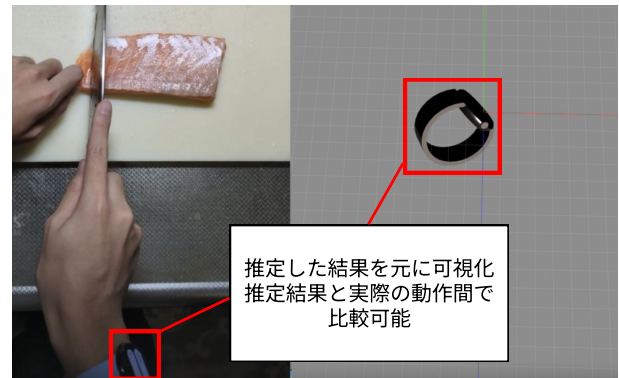 推定した結果を元に可視化
推定結果と実際の動作間で
比較可能